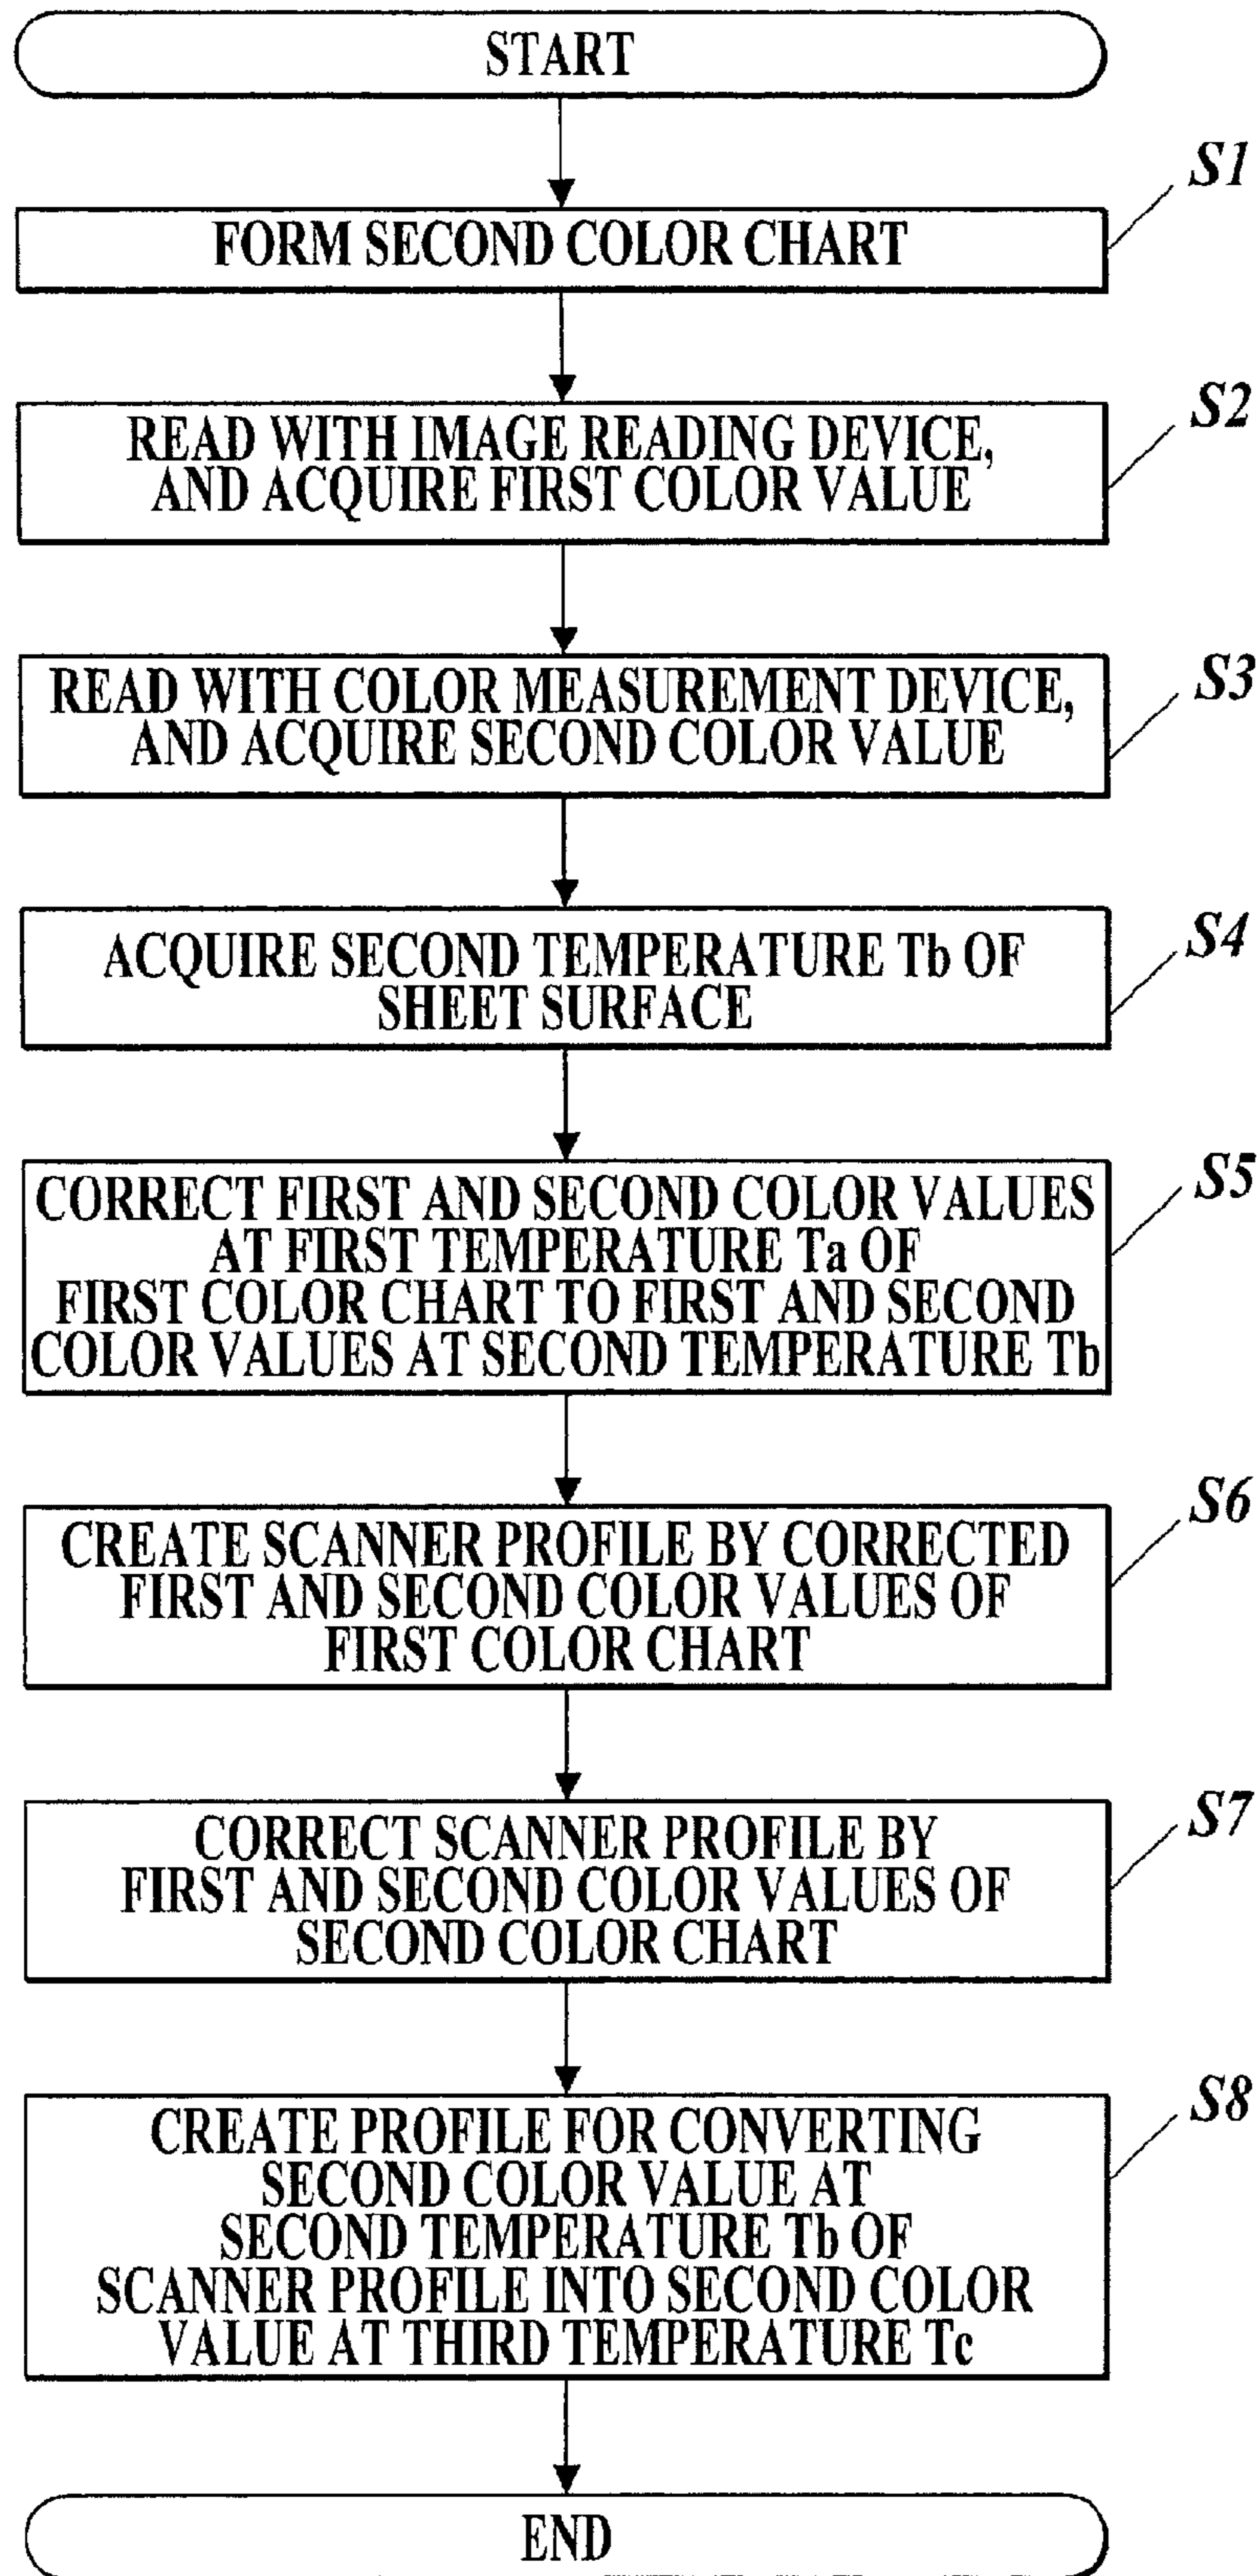 START
S1
FORM SECOND COLOR CHART
S2
READ WITH IMAGE READING DEVICE,
AND ACQUIRE FIRST COLOR VALUE
S3
READ WITH COLOR MEASUREMENT DEVICE,
AND ACQUIRE SECOND COLOR VALUE
S4
ACQUIRE SECOND TEMPERATURE Tb OF
SHEET SURFACE
S5
CORRECT FIRST AND SECOND COLOR VALUES
AT FIRST TEMPERATURE Ta OF
FIRST COLOR CHART TO FIRST AND SECOND
COLOR VALUES AT SECOND TEMPERATURE Tb
S6
CREATE SCANNER PROFILE BY CORRECTED
FIRST AND SECOND COLOR VALUES OF
FIRST COLOR CHART
S7
CORRECT SCANNER PROFILE BY
FIRST AND SECOND COLOR VALUES OF
SECOND COLOR CHART
S8
CREATE PROFILE FOR CONVERTING
SECOND COLOR VALUE AT
SECOND TEMPERATURE Tb OF
SCANNER PROFILE INTO SECOND COLOR
VALUE AT THIRD TEMPERATURE Tc
END